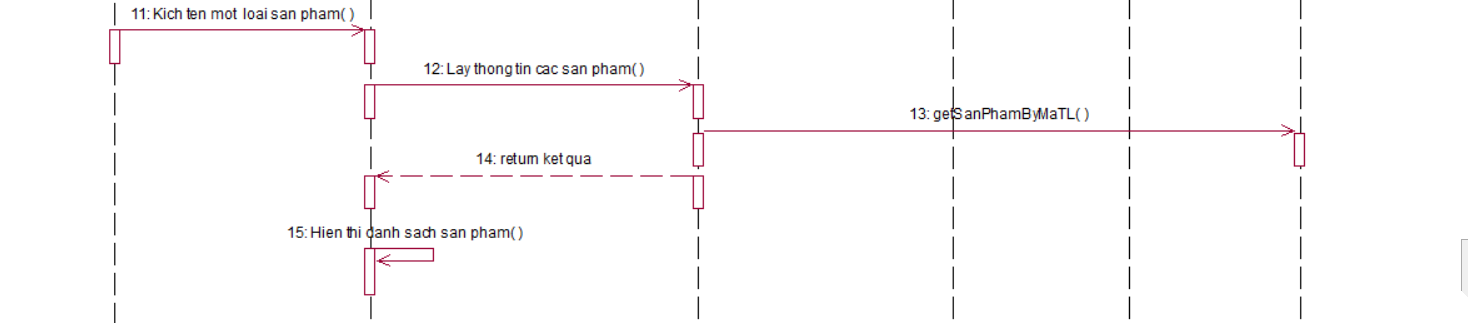 11: Kich ten mot loai san pham( )
12: Lay thong tin cac san pham( )
13: getSanPhamByMaTL( )
14: return ket qua
15: Hien thi danh sach san pham( )